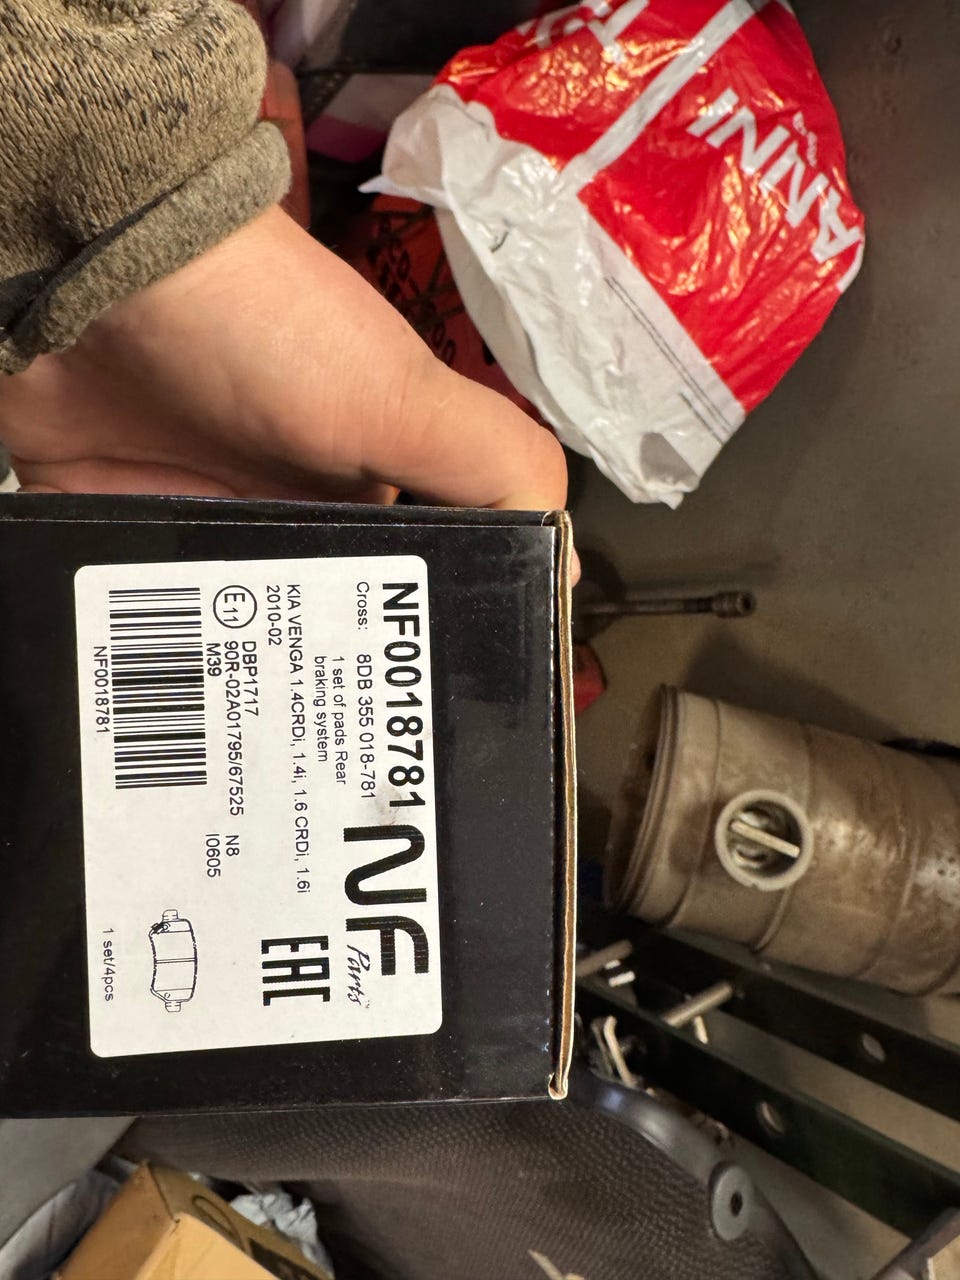 NF0018781
NF
Parts
Cross: 8DB 355 018-781
1 set of pads Rear
braking system
KIA VENGA 1.4CRDi, 1.4i, 1.6 CRDi, 1.6i
2010-02
EAC
E11
DBP1717
90R-02A01795/67525 N8
M39 I0605
NF0018781
1 set/4pcs
ANNI